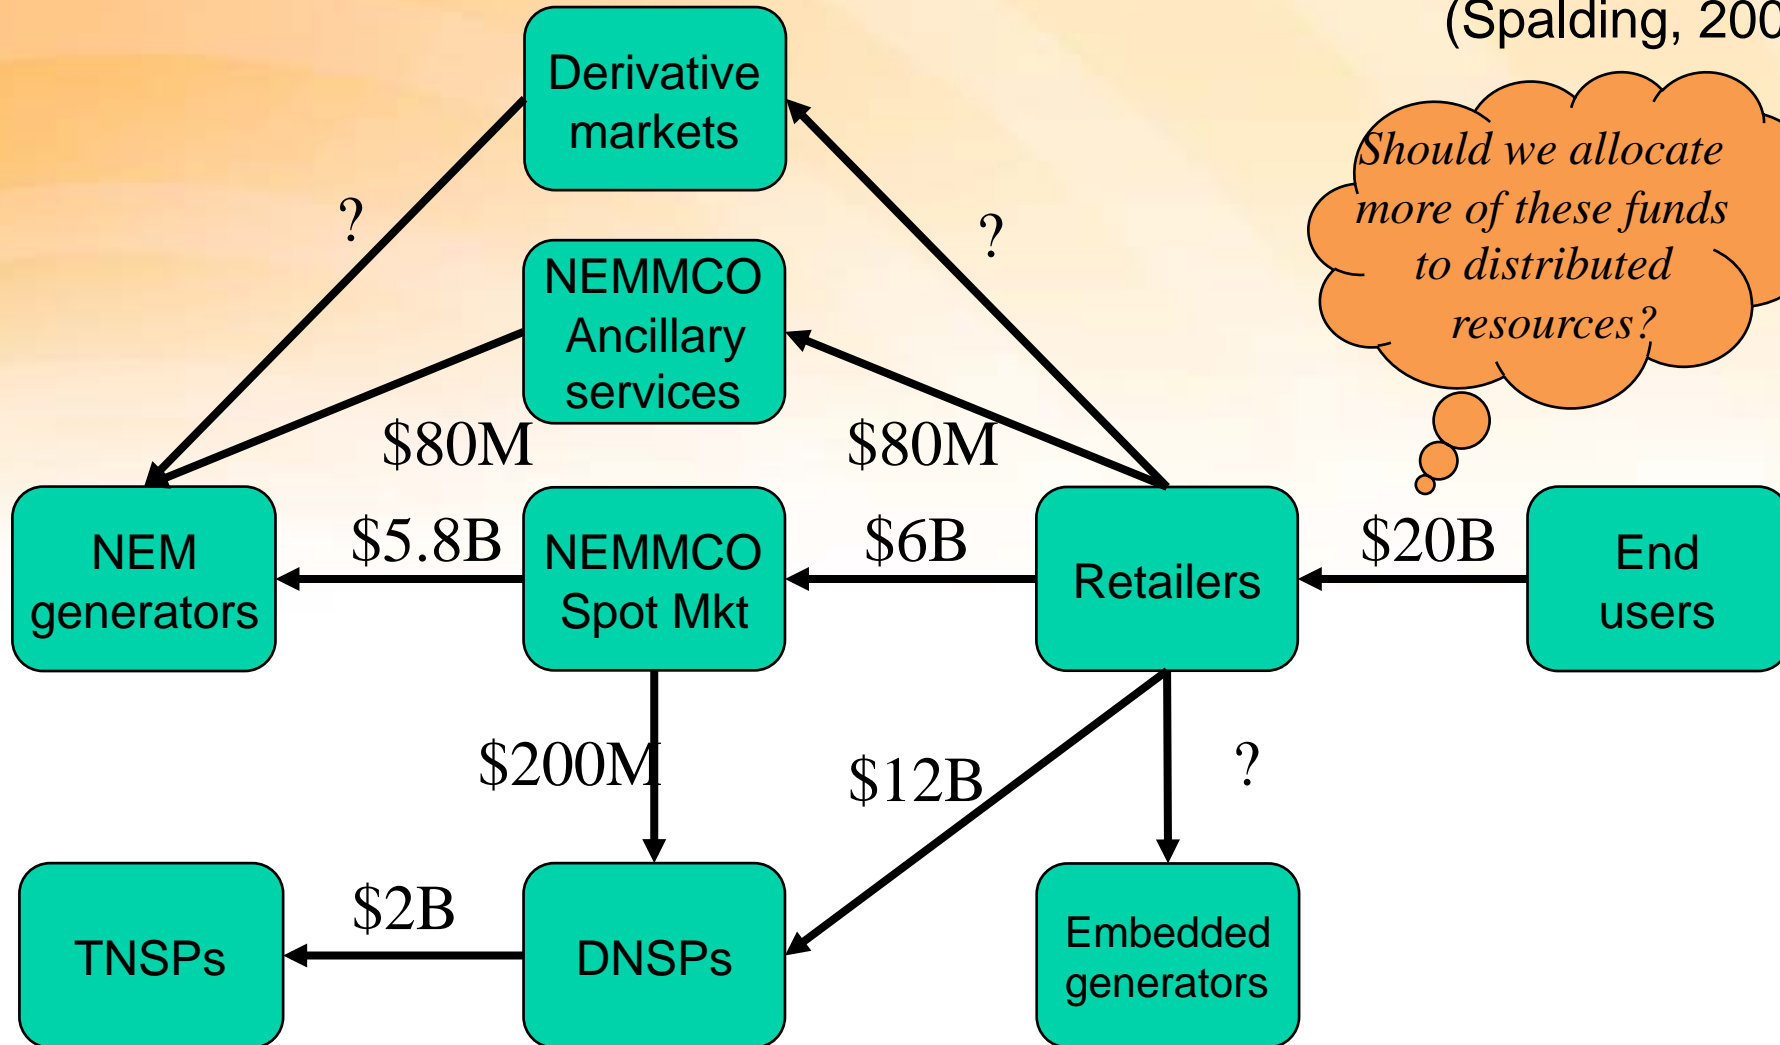 (Spalding, 200
Derivative
markets
Should we allocate
more of these funds
to distributed
resources?
?
?
NEMMCO
Ancillary
services
$80M
$80M
NEM
generators
$5.8B
NEMMCO
Spot Mkt
$6B
Retailers
$20B
End
users
$200M
$12B
?
TNSPs
$2B
DNSPs
Embedded
generators